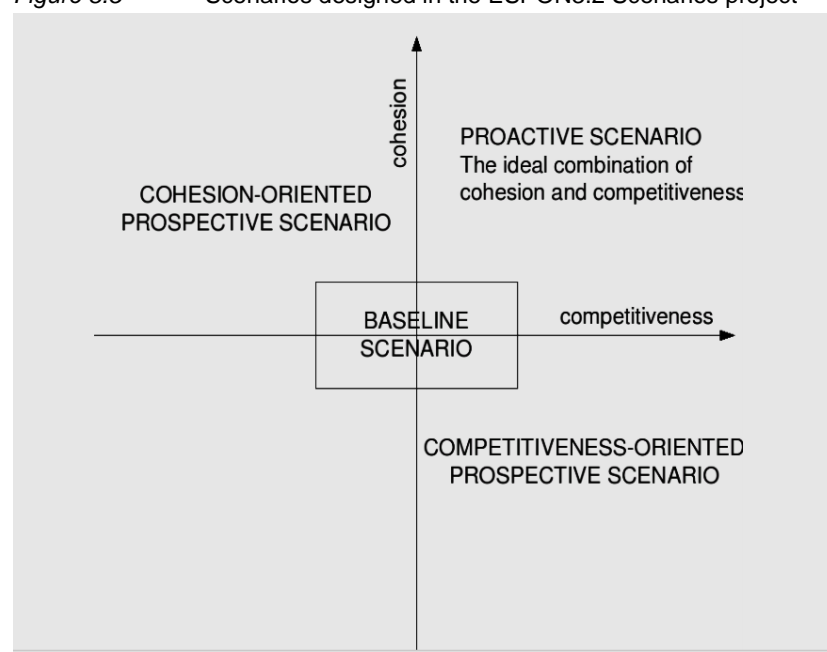 Scenarios designed in the ESPON3.2 Scenarios project
cohesion
PROACTIVE SCENARIO
The ideal combination of
cohesion and competitiveness
COHESION-ORIENTED
PROSPECTIVE SCENARIO
BASELINE
SCENARIO
competitiveness
COMPETITIVENESS-ORIENTED
PROSPECTIVE SCENARIO